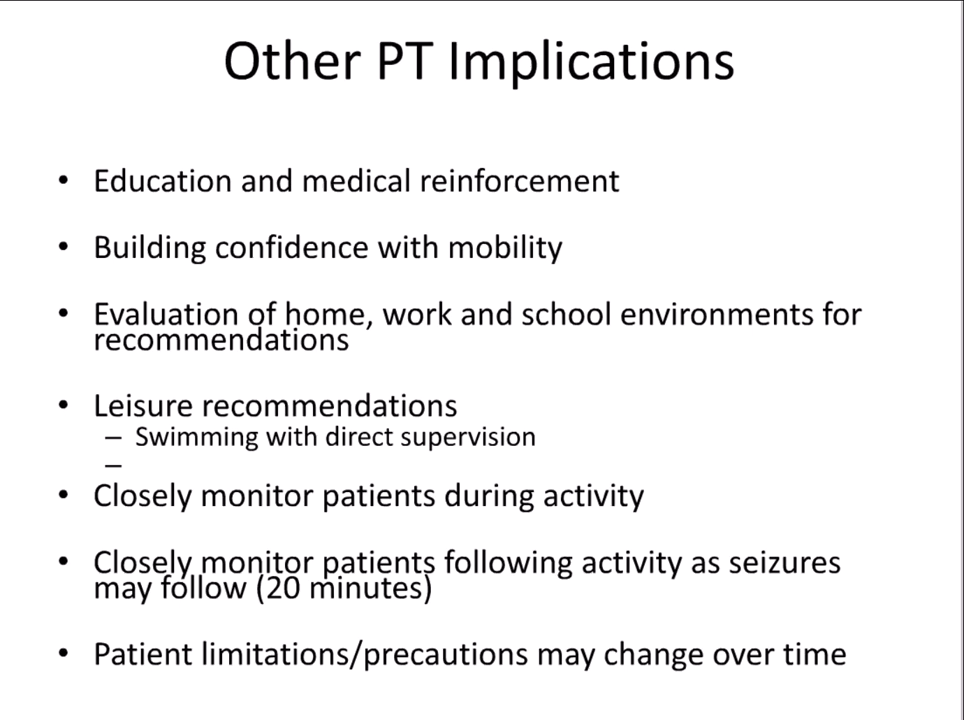 Other PT Implications
• Education and medical reinforcement
• Building confidence with mobility
• Evaluation of home, work and school environments for
recommendations
• Leisure recommendations
– Swimming with direct supervision
–
• Closely monitor patients during activity
• Closely monitor patients following activity as seizures
may follow (20 minutes)
• Patient limitations/precautions may change over time